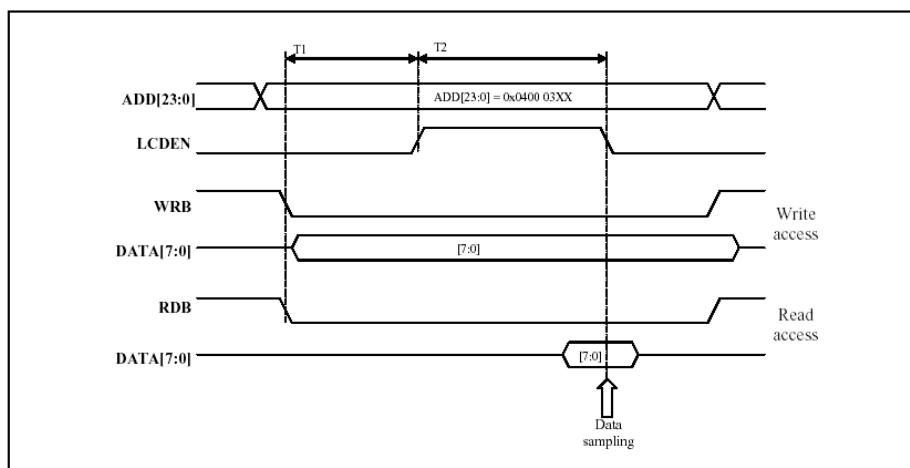 T1 T2
ADD[23:0] ADD[23:0] = 0x0400 03XX
LCDEN
WRB
Write
access
DATA[7:0] [7:0]
RDB
Read
access
DATA[7:0] [7:0]
Data
sampling